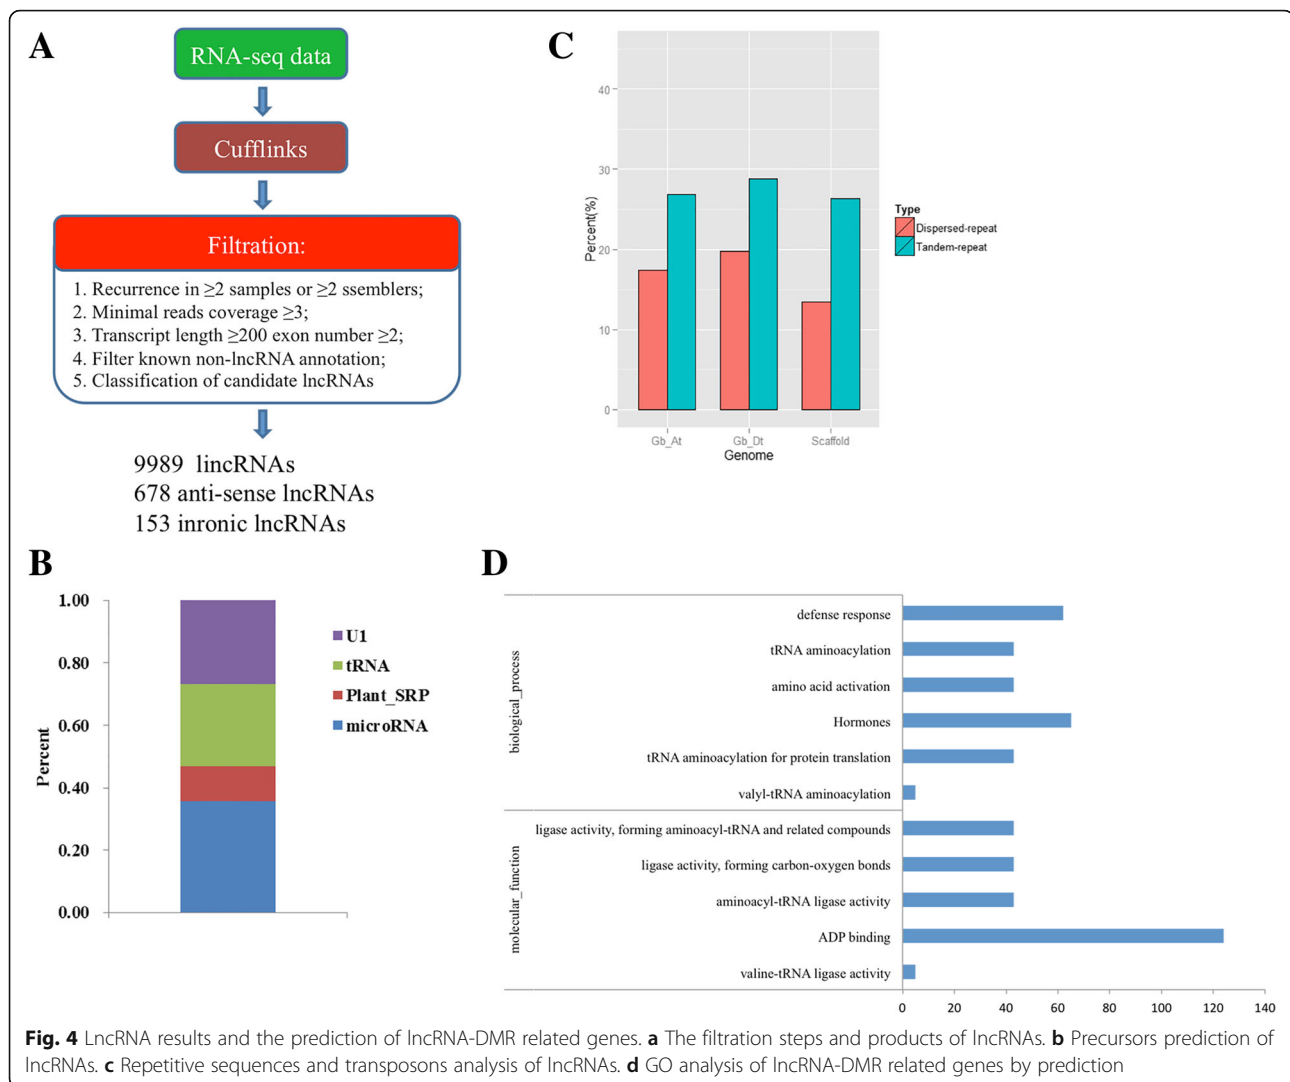 A
RNA-seq data
Cufflinks
Filtration:
1. Recurrence in ≥2 samples or ≥2 ssemblers;
2. Minimal reads coverage ≥3;
3. Transcript length ≥200 exon number ≥2;
4. Filter known non-lncRNA annotation;
5. Classification of candidate lncRNAs
9989 lincRNAs
678 anti-sense lncRNAs
153 inronic lncRNAs
C
Percent(%)
40
30
20
10
0
Gb_At
Gb_Dt
Scaffold
Genome
Type
Dispersed-repeat
Tandem-repeat
B
Percent
1.00
0.80
0.60
0.40
0.20
0.00
U1
tRNA
Plant_SRP
microRNA
D
biological_process
defense response
tRNA aminoacylation
amino acid activation
Hormones
tRNA aminoacylation for protein translation
valyl-tRNA aminoacylation
molecular_function
ligase activity, forming aminoacyl-tRNA and related compounds
ligase activity, forming carbon-oxygen bonds
aminoacyl-tRNA ligase activity
ADP binding
valine-tRNA ligase activity
0 20 40 60 80 100 120 140
Fig. 4 LncRNA results and the prediction of lncRNA-DMR related genes. a The filtration steps and products of lncRNAs. b Precursors prediction of
lncRNAs. c Repetitive sequences and transposons analysis of lncRNAs. d GO analysis of lncRNA-DMR related genes by prediction